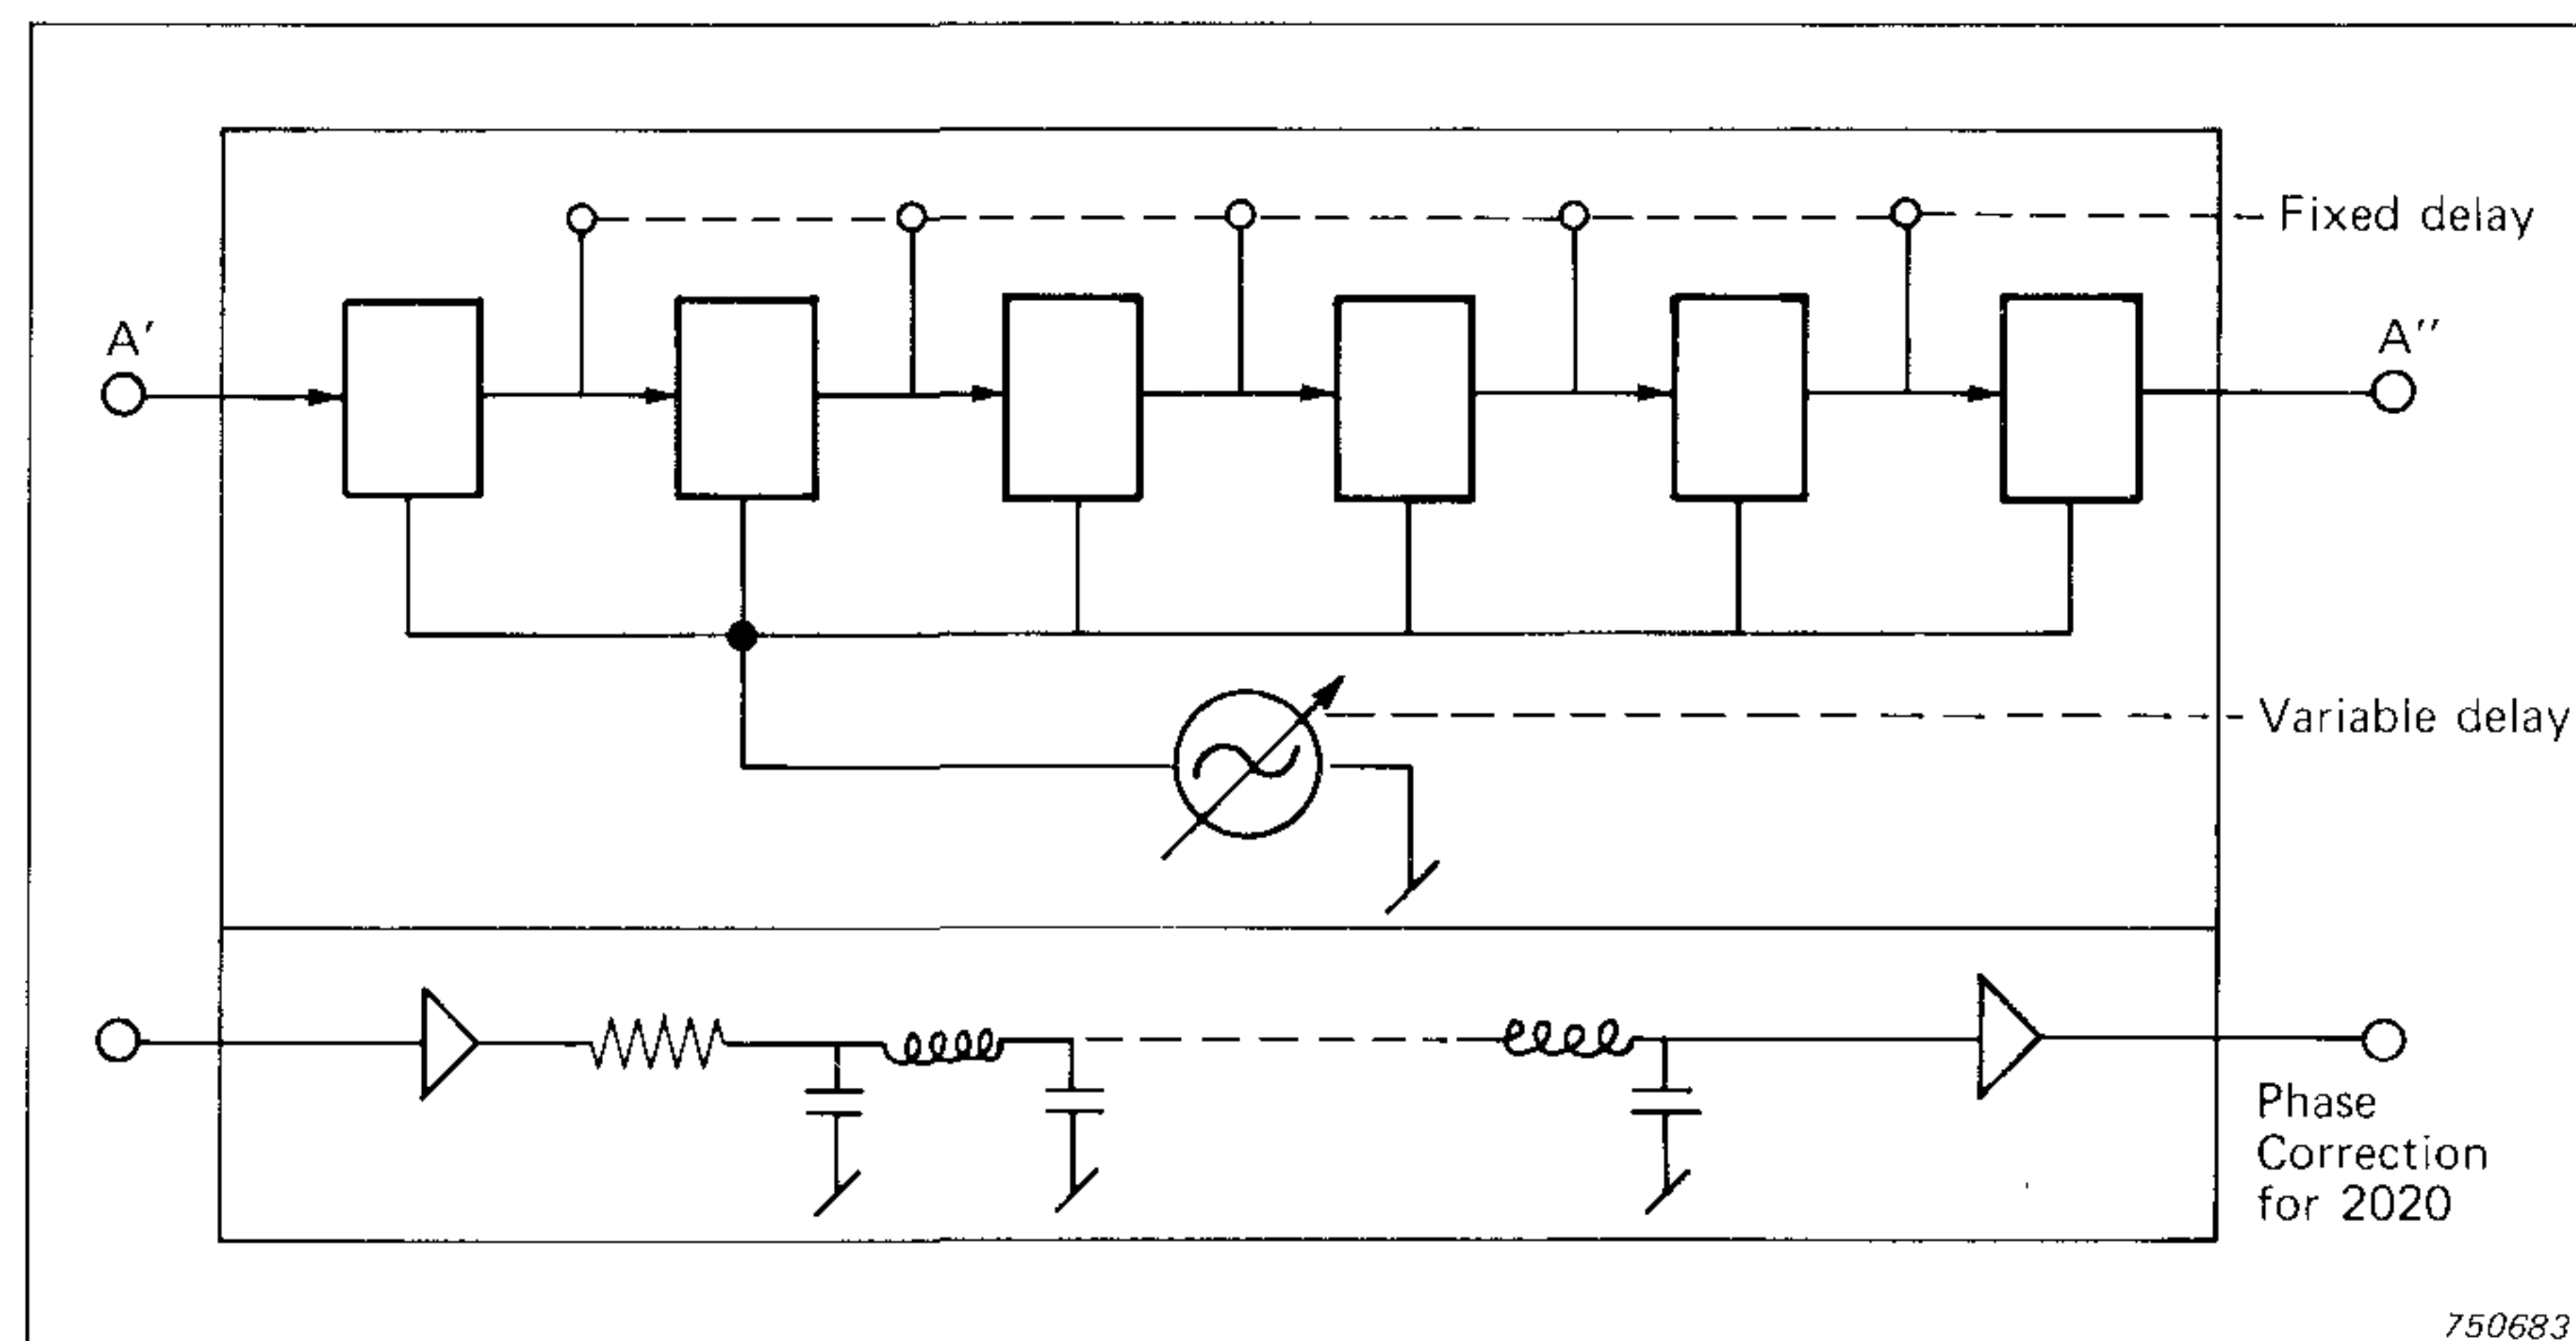 Fixed delay
A′
A″
Variable delay
Phase
Correction
for 2020
750683